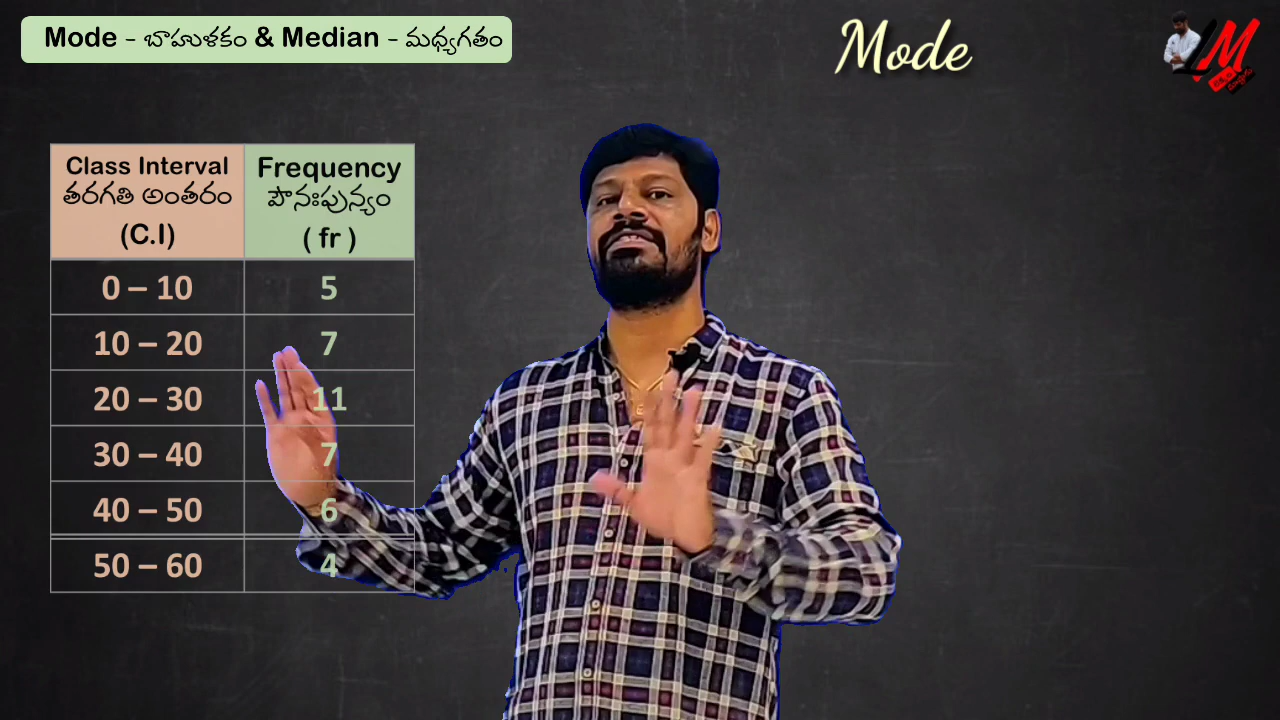 Mode - బాహుళకం & Median - మధ్యగతం
Mode
LM
Class Interval
తరగతి అంతరం
(C.I)
Frequency
పౌనఃపున్యం
( fr )
0 – 10 5
10 – 20 7
20 – 30 11
30 – 40 7
40 – 50 6
50 – 60 4